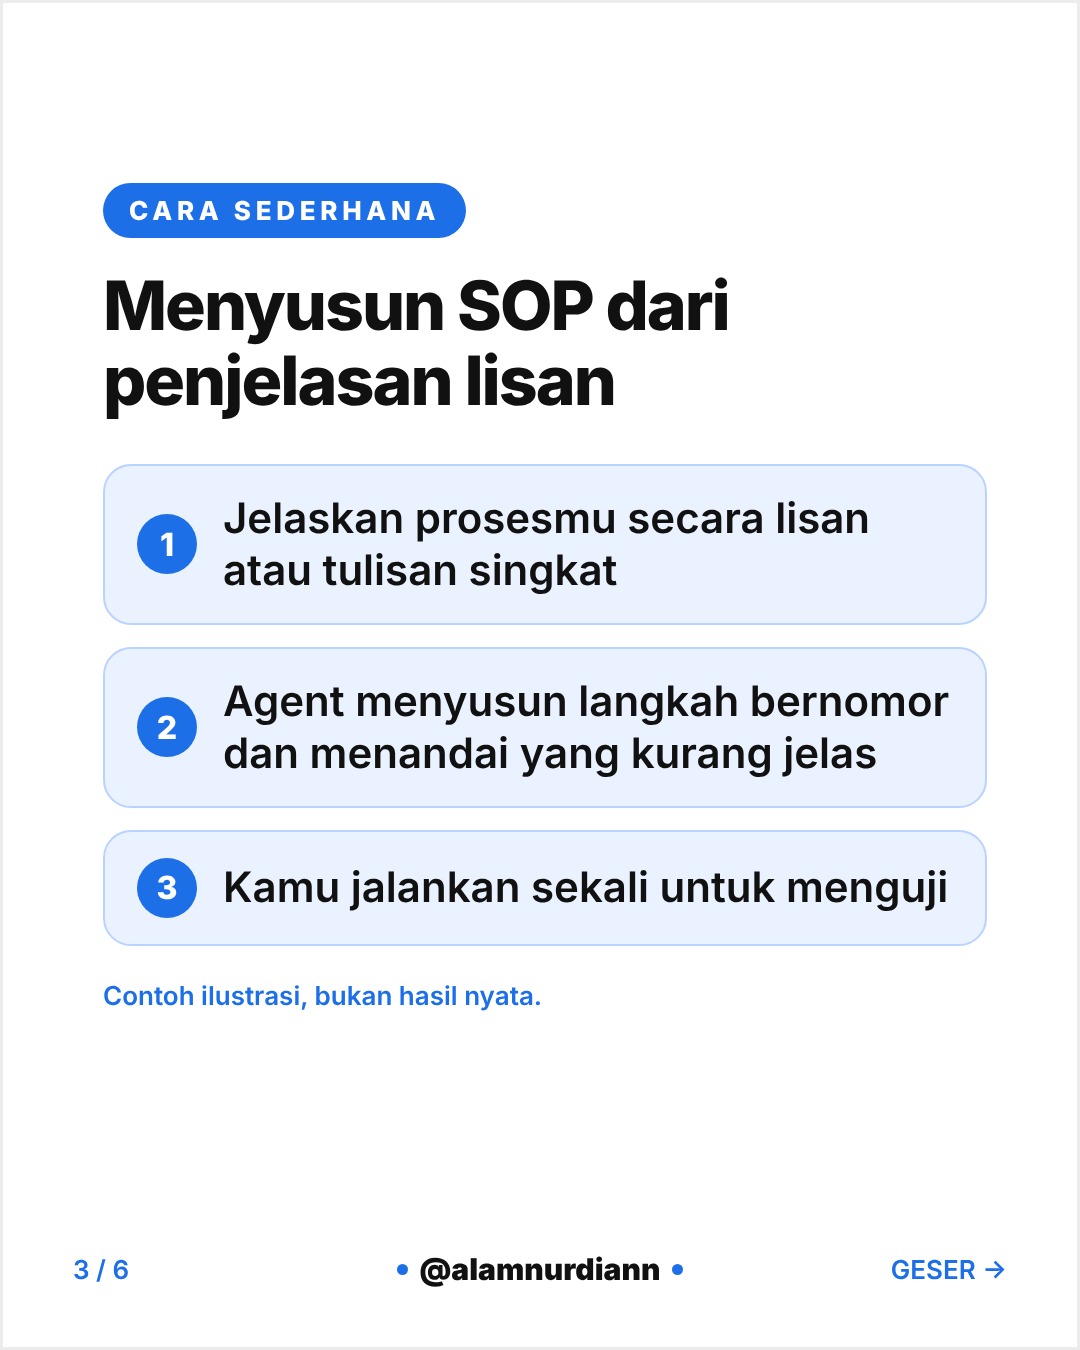 CARA SEDERHANA
Menyusun SOP dari
penjelasan lisan
1
Jelaskan prosesmu secara lisan
atau tulisan singkat
2
Agent menyusun langkah bernomor
dan menandai yang kurang jelas
3
Kamu jalankan sekali untuk menguji
Contoh ilustrasi, bukan hasil nyata.
3 / 6
• @alamnurdiann •
GESER →